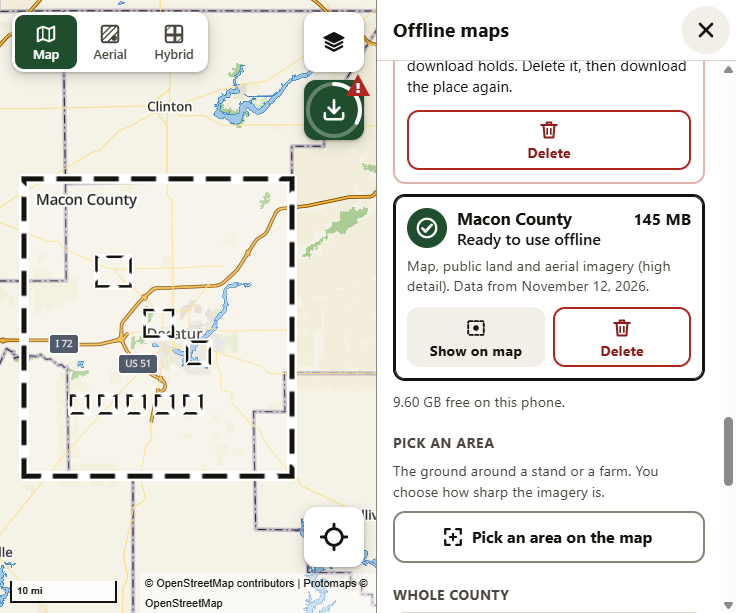 Map
Aerial
Hybrid
Clinton
Macon County
Decatur
I 72
US 51
10 mi
© OpenStreetMap contributors | Protomaps ©
OpenStreetMap
Offline maps
download holds. Delete it, then download
the place again.
Delete
Macon County
145 MB
Ready to use offline
Map, public land and aerial imagery (high
detail). Data from November 12, 2026.
Show on map
Delete
9.60 GB free on this phone.
PICK AN AREA
The ground around a stand or a farm. You
choose how sharp the imagery is.
Pick an area on the map
WHOLE COUNTY